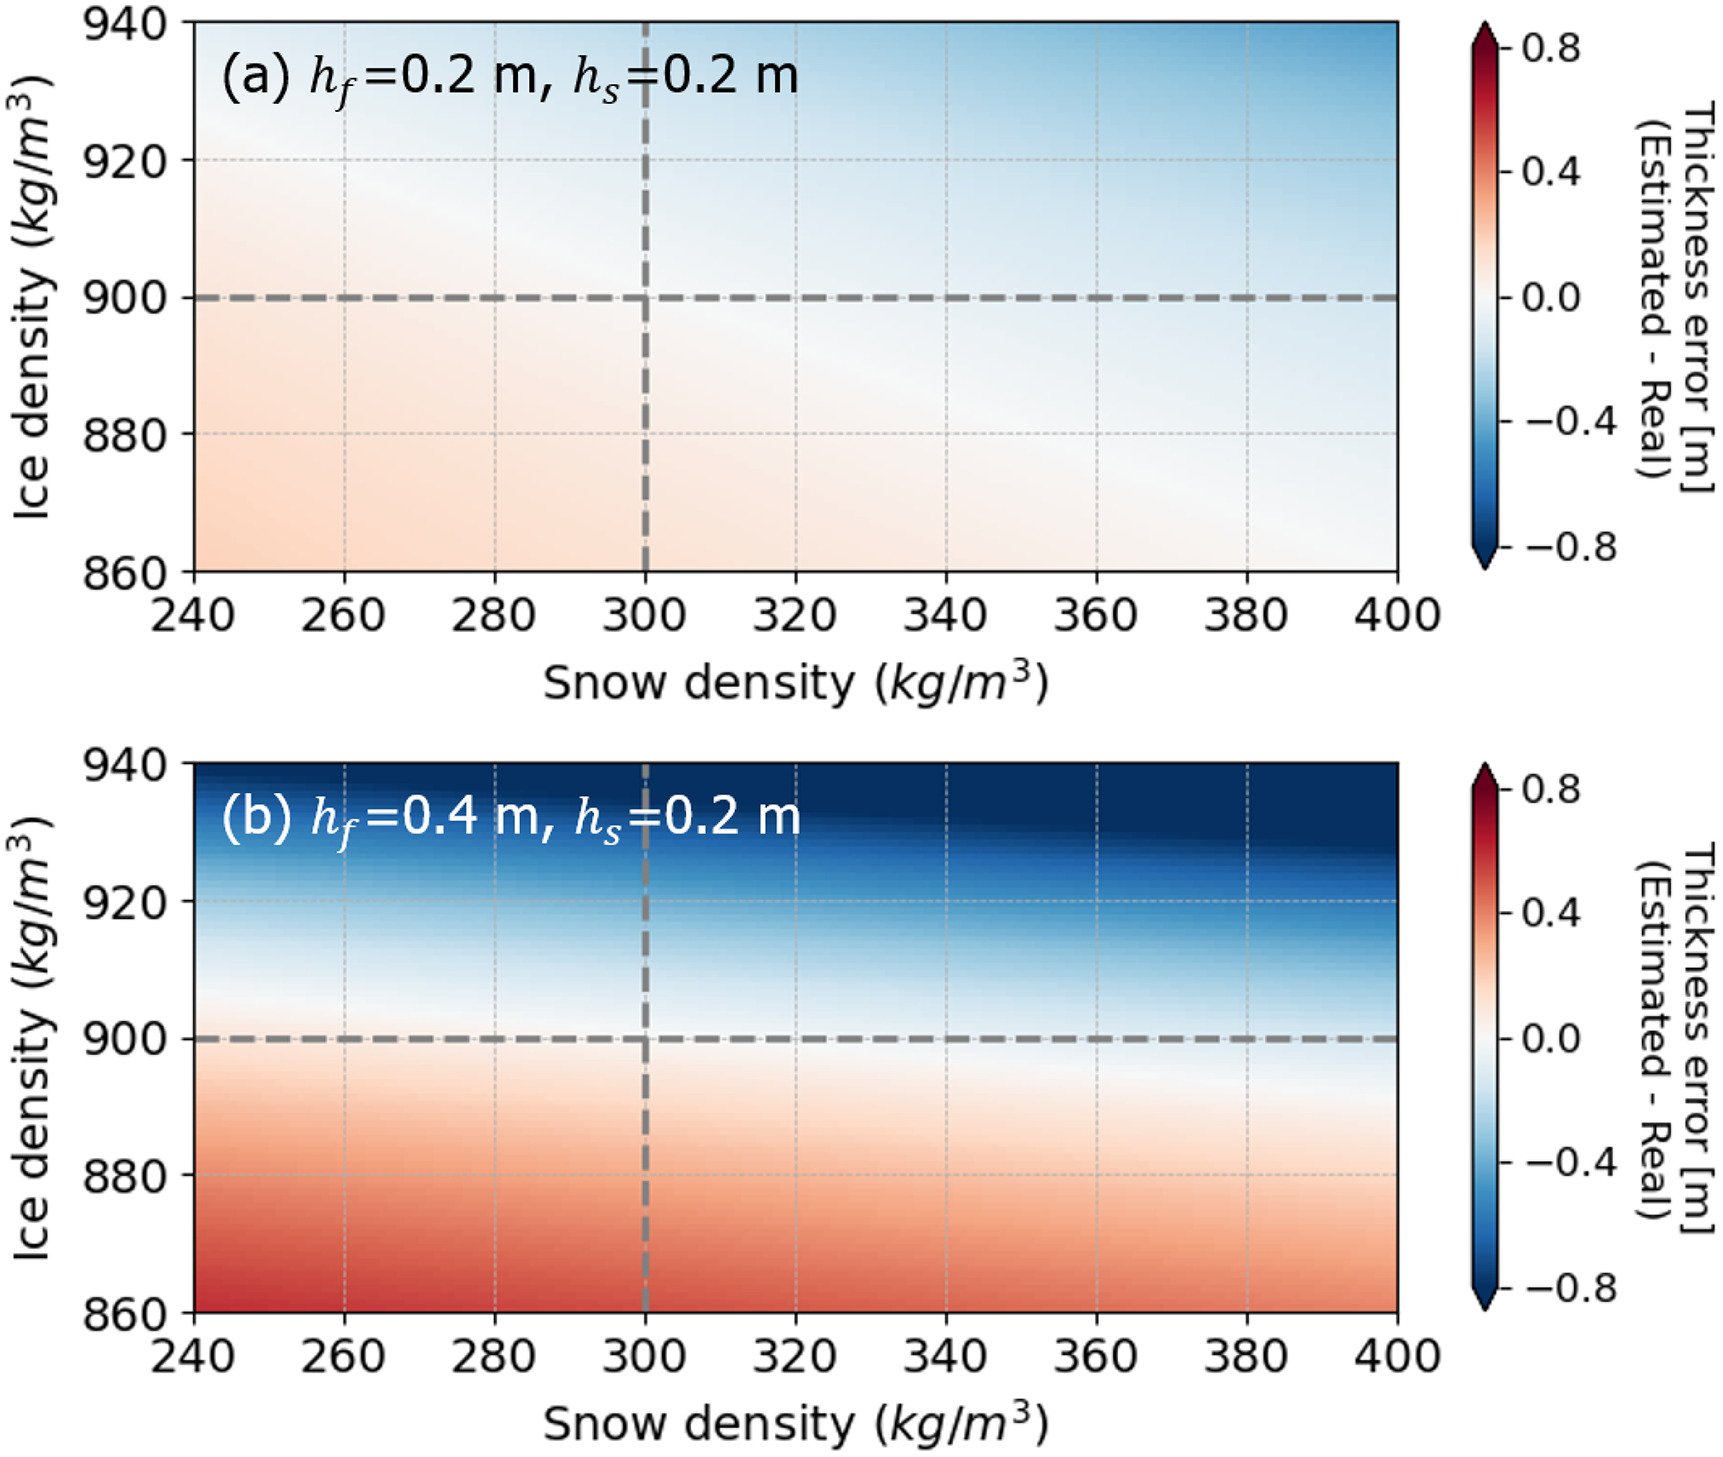 (a) h_f=0.2 m, h_s=0.2 m
940
920
900
880
860
Ice density (kg/m³)
240 260 280 300 320 340 360 380 400
Snow density (kg/m³)
0.8
0.4
0.0
−0.4
−0.8
Thickness error [m]
(Estimated - Real)
(b) h_f=0.4 m, h_s=0.2 m
940
920
900
880
860
Ice density (kg/m³)
240 260 280 300 320 340 360 380 400
Snow density (kg/m³)
0.8
0.4
0.0
−0.4
−0.8
Thickness error [m]
(Estimated - Real)